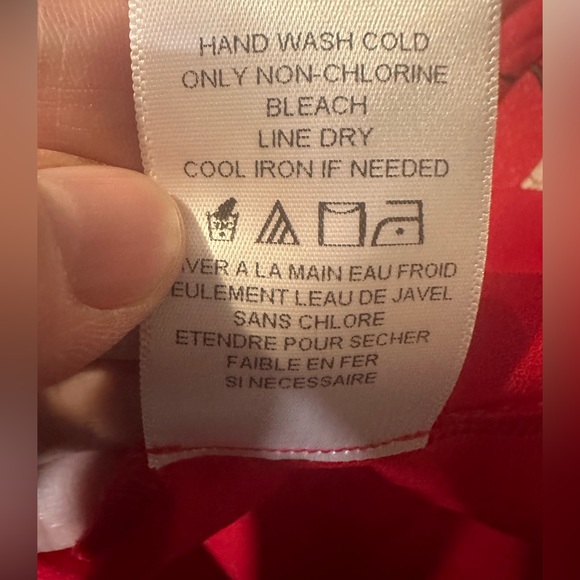 HAND WASH COLD
ONLY NON-CHLORINE
BLEACH
LINE DRY
COOL IRON IF NEEDED
A LA MAIN EAU FROID
LEAU DE JAVEL
SANS CHLORE
ETENDRE POUR SECHER
FAIBLE EN FER
SI NECESSAIRE